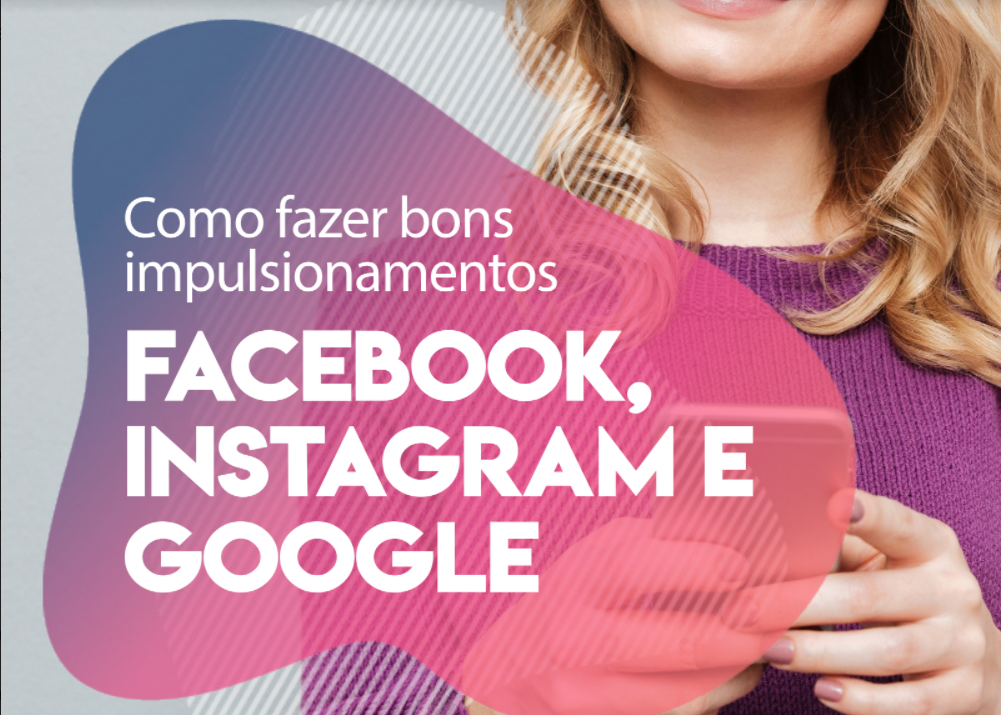 Como fazer bons
impulsionamentos
FACEBOOK,
INSTAGRAM E
GOOGLE